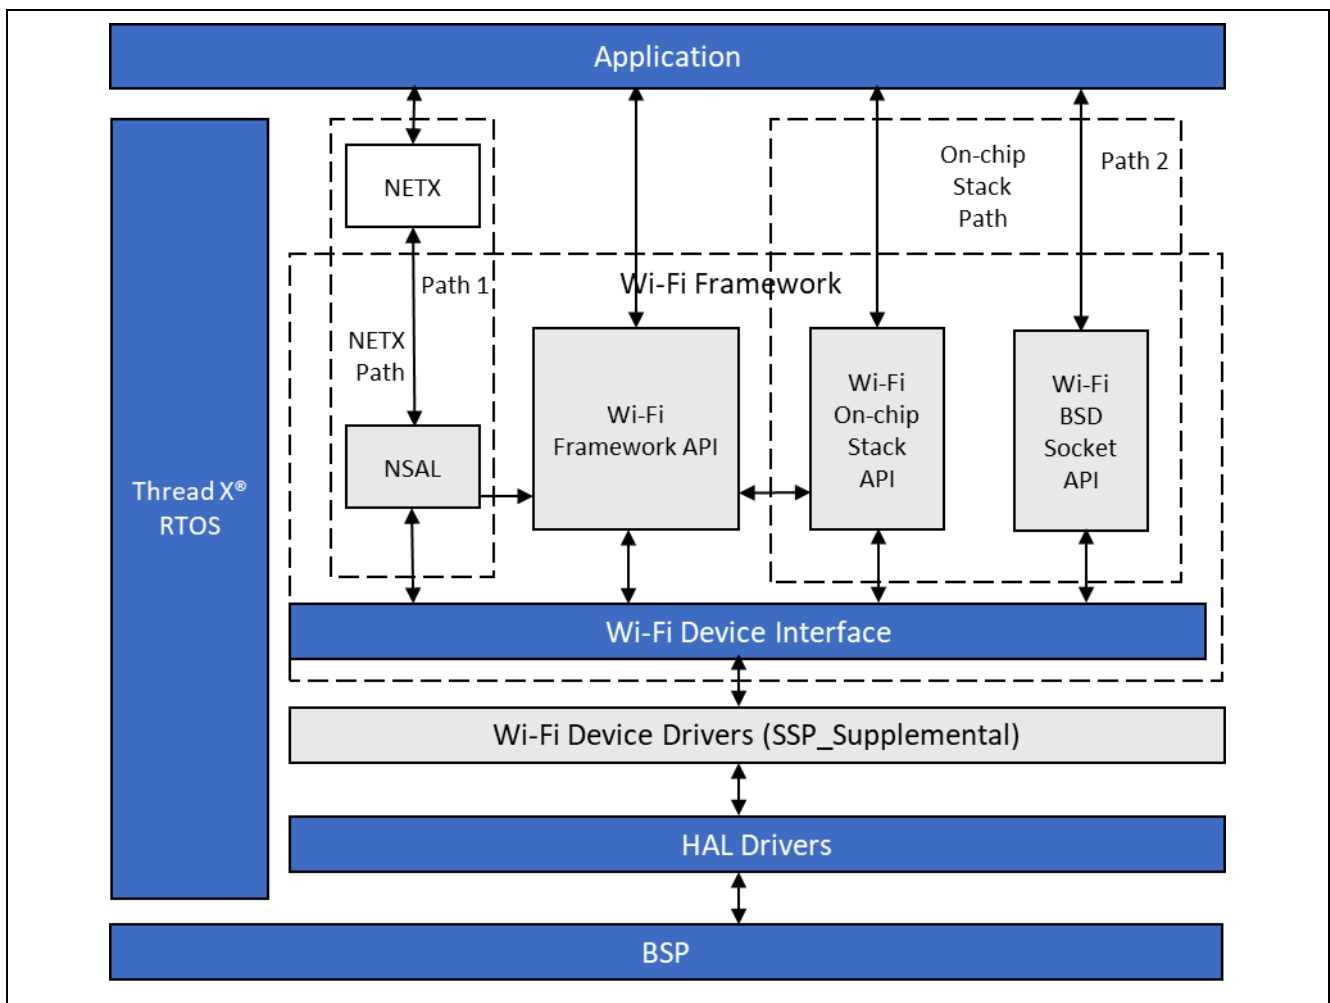 Application
Thread X®
RTOS
NETX
Path 1
NETX
Path
NSAL
Wi-Fi Framework
Wi-Fi
Framework API
On-chip
Stack
Path
Path 2
Wi-Fi
On-chip
Stack
API
Wi-Fi
BSD
Socket
API
Wi-Fi Device Interface
Wi-Fi Device Drivers (SSP_Supplemental)
HAL Drivers
BSP